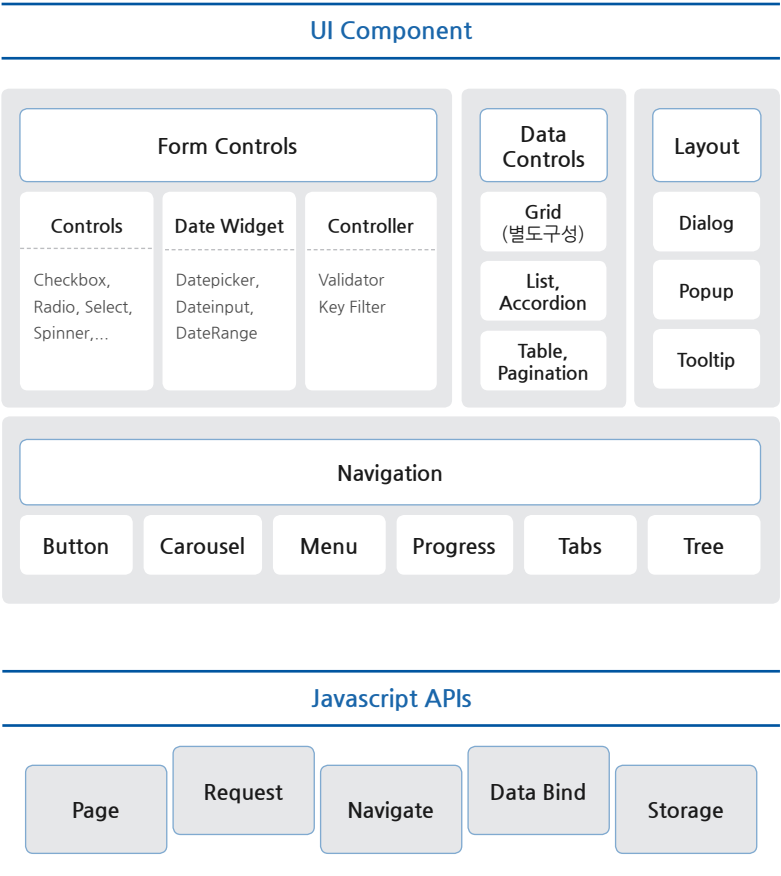 UI Component
Form Controls
Controls
Checkbox,
Radio, Select,
Spinner,...
Date Widget
Datepicker,
Dateinput,
DateRange
Controller
Validator
Key Filter
Data
Controls
Grid
(별도구성)
List,
Accordion
Table,
Pagination
Layout
Dialog
Popup
Tooltip
Navigation
Button
Carousel
Menu
Progress
Tabs
Tree
Javascript APIs
Page
Request
Navigate
Data Bind
Storage